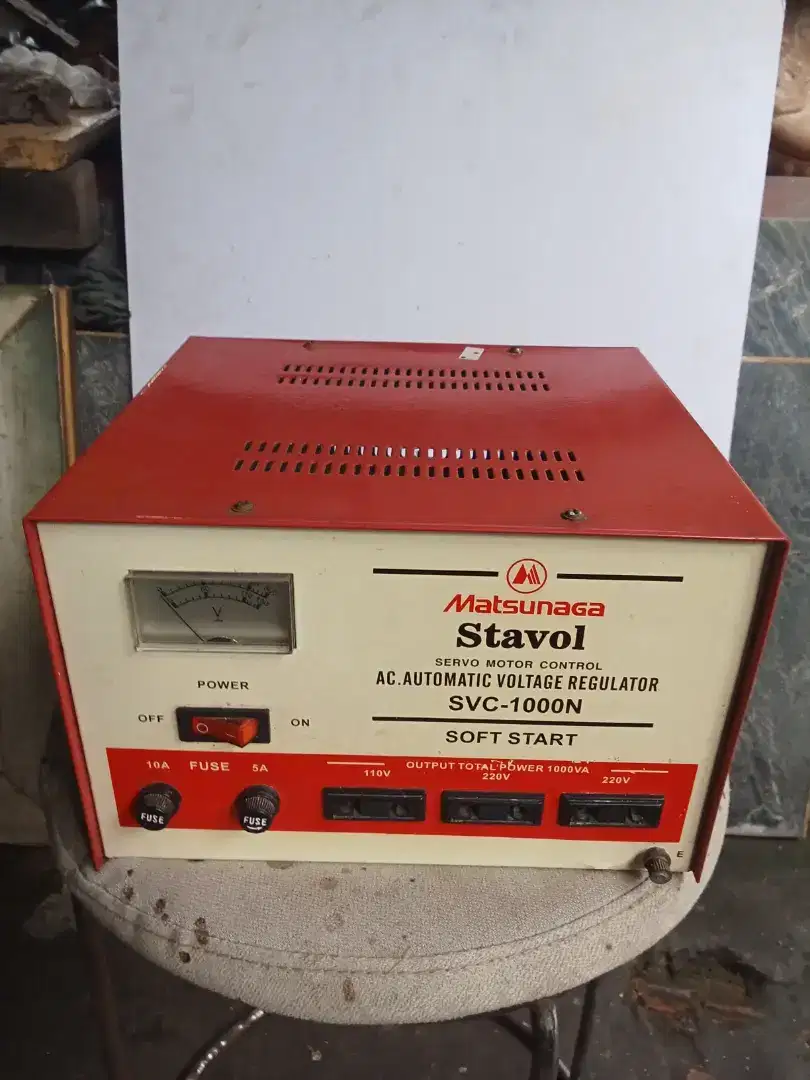 V
Matsunaga
Stavol
SERVO MOTOR CONTROL
AC.AUTOMATIC VOLTAGE REGULATOR
SVC-1000N
SOFT START
POWER
OFF
ON
10A FUSE 5A
OUTPUT TOTAL POWER 1000VA
110V 220V 220V
FUSE FUSE
E